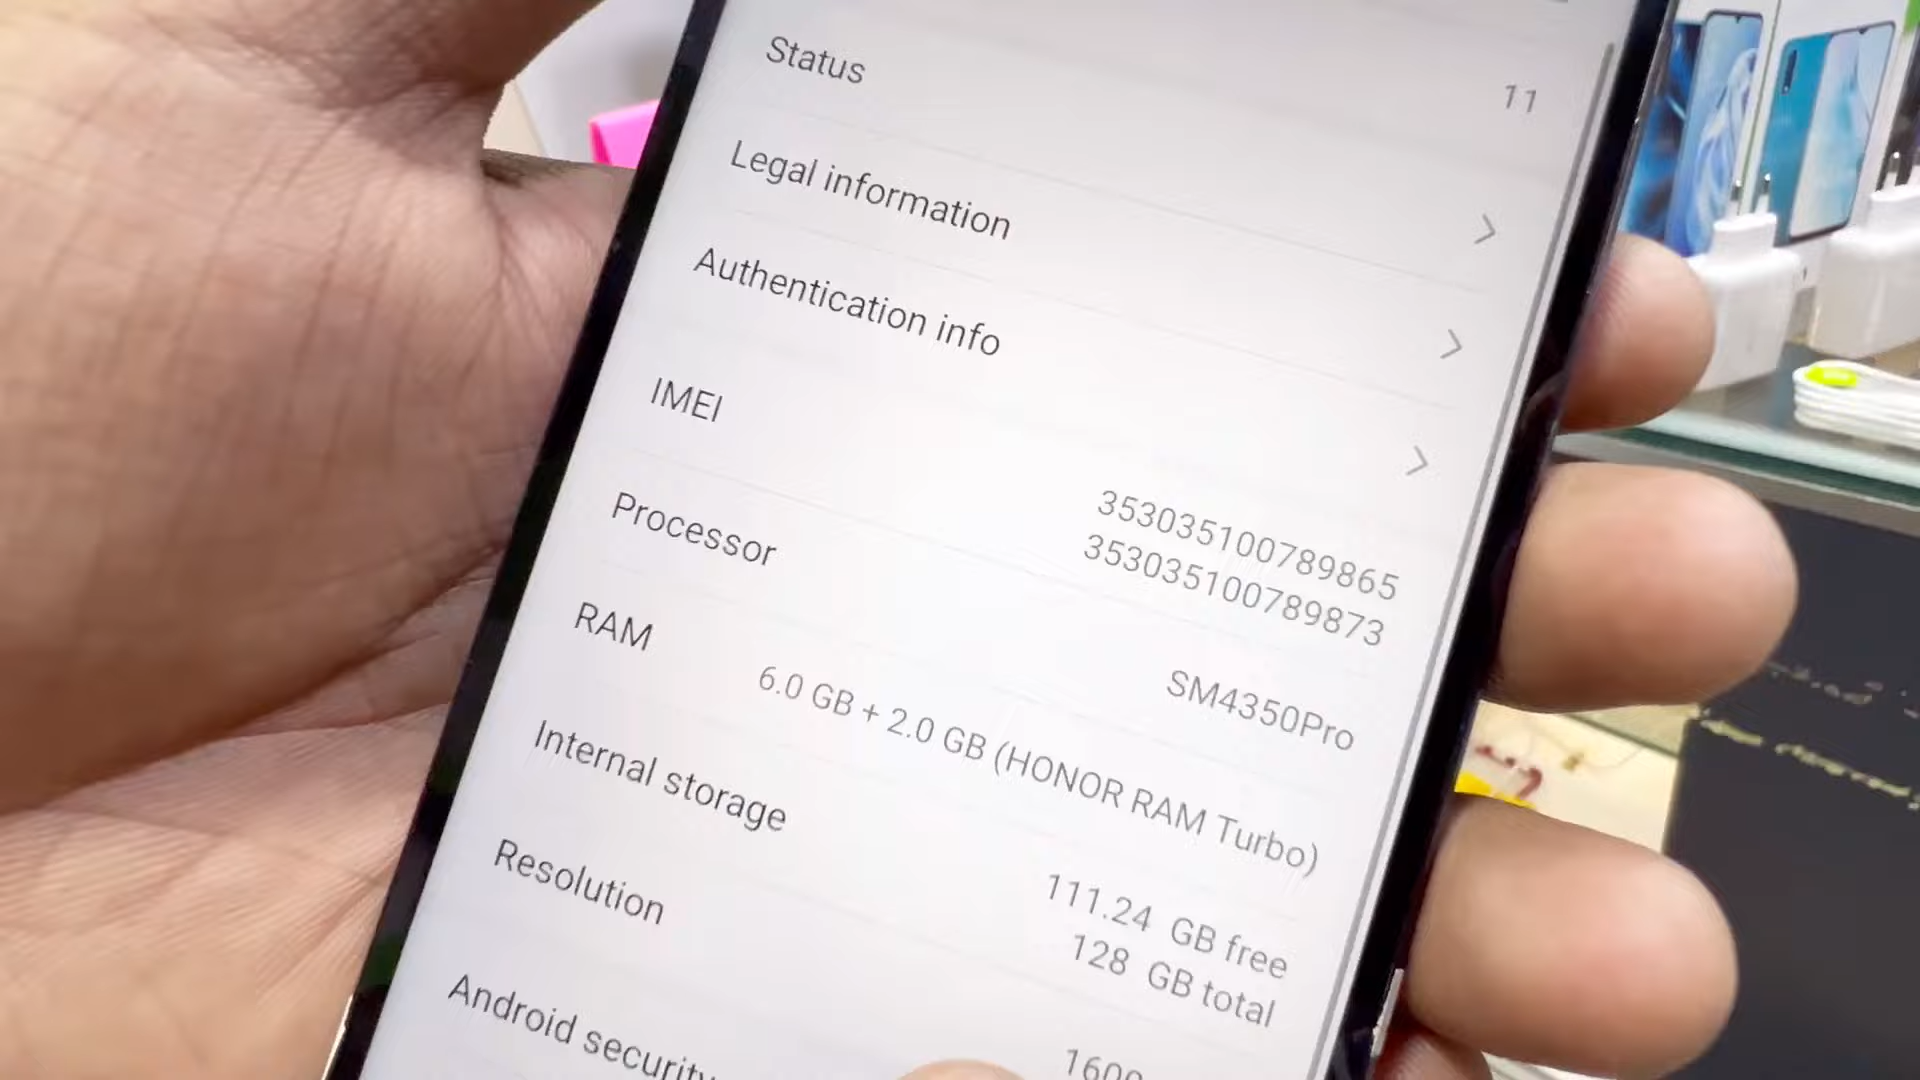 11
Status
Legal information
Authentication info
IMEI
353035100789865
353035100789873
Processor
SM4350Pro
RAM
6.0 GB + 2.0 GB (HONOR RAM Turbo)
Internal storage
111.24 GB free
128 GB total
Resolution
1600
Android security